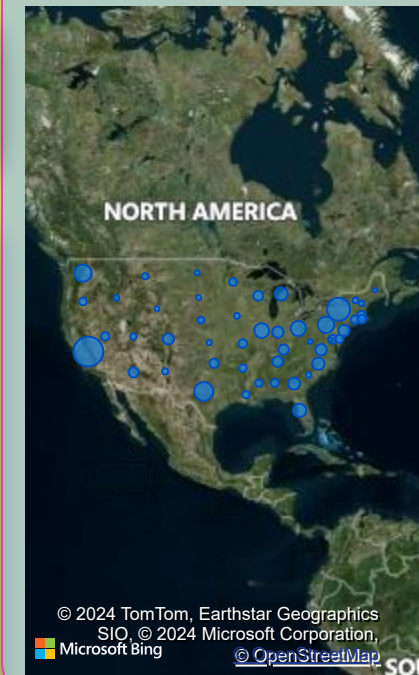 NORTH AMERICA
© 2024 TomTom, Earthstar Geographics
SIO, © 2024 Microsoft Corporation,
Microsoft Bing © OpenStreetMap